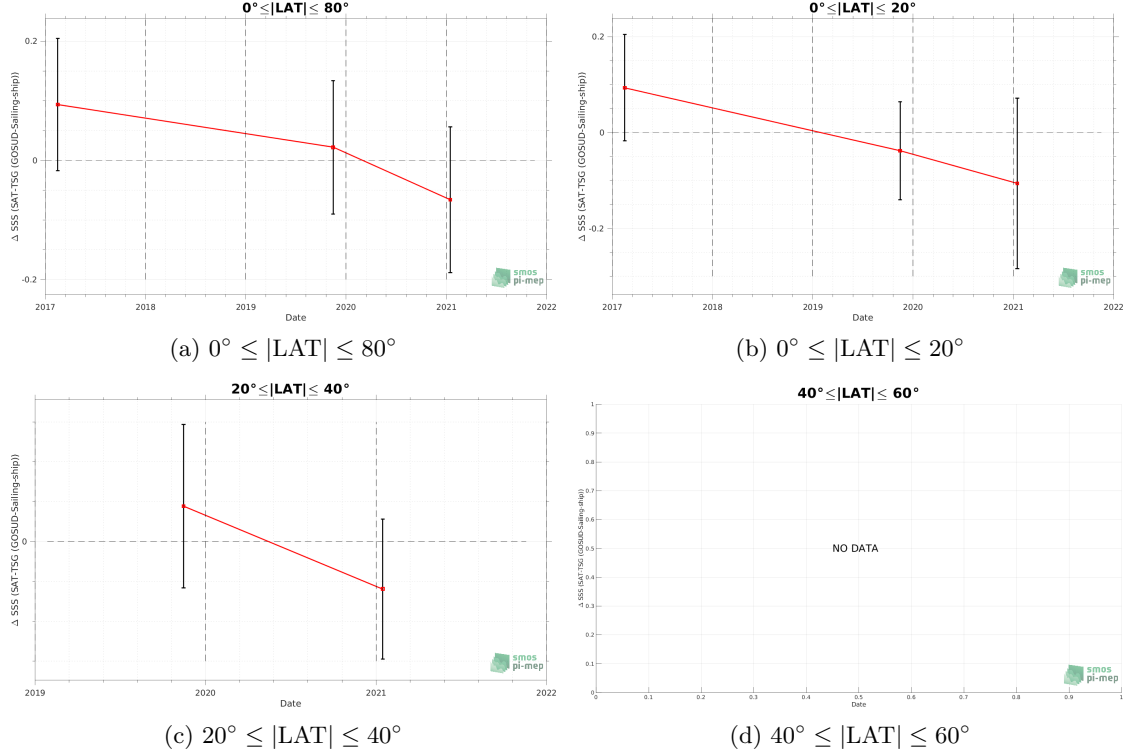 0°≤|LAT|≤ 80°
Δ SSS (SAT-TSG (GOSUD-Sailing-ship))
0.2
0
-0.2
2017 2018 2019 2020 2021 2022
Date
smos
pi-mep
(a) 0° ≤ |LAT| ≤ 80°
0°≤|LAT|≤ 20°
Δ SSS (SAT-TSG (GOSUD-Sailing-ship))
0.2
0
-0.2
2017 2018 2019 2020 2021 2022
Date
smos
pi-mep
(b) 0° ≤ |LAT| ≤ 20°
20°≤|LAT|≤ 40°
Δ SSS (SAT-TSG (GOSUD-Sailing-ship))
0
2019 2020 2021 2022
Date
smos
pi-mep
(c) 20° ≤ |LAT| ≤ 40°
40°≤|LAT|≤ 60°
Δ SSS (SAT-TSG (GOSUD-Sailing-ship))
1
0.9
0.8
0.7
0.6
0.5
0.4
0.3
0.2
0.1
0
NO DATA
0 0.1 0.2 0.3 0.4 0.5 0.6 0.7 0.8 0.9 1
Date
smos
pi-mep
(d) 40° ≤ |LAT| ≤ 60°